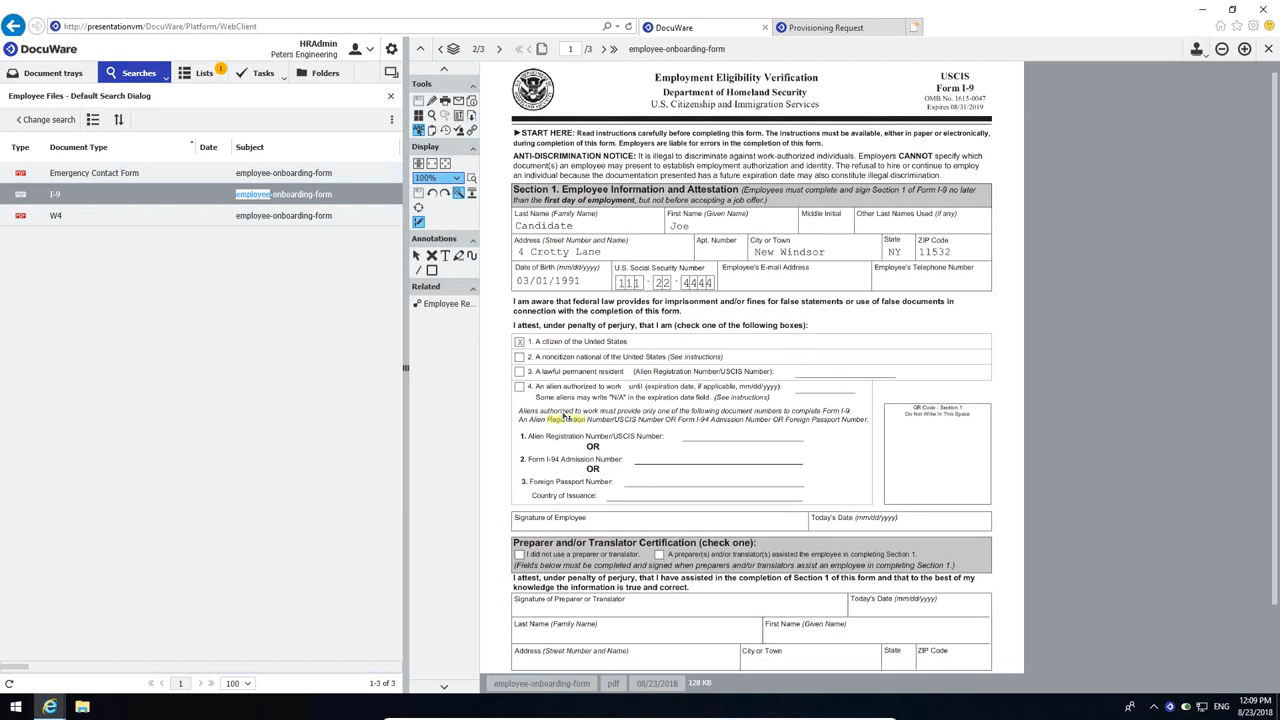 http://presentationvm/DocuWare/Platform/WebClient
DocuWare
Provisioning Request
DocuWare
HRAdmin
Peters Engineering
2/3
1 /3
employee-onboarding-form
Document trays
Searches
Lists
1
Tasks
Folders
Employee Files - Default Search Dialog
Change search
Type
Document Type
Date
Subject
Emergency Contact Form
employee-onboarding-form
I-9
employee-onboarding-form
W4
employee-onboarding-form
Tools
Display
100%
Annotations
Related
Employee Re...
Employment Eligibility Verification
Department of Homeland Security
U.S. Citizenship and Immigration Services
USCIS
Form I-9
OMB No. 1615-0047
Expires 08/31/2019
►START HERE: Read instructions carefully before completing this form. The instructions must be available, either in paper or electronically,
during completion of this form. Employers are liable for errors in the completion of this form.
ANTI-DISCRIMINATION NOTICE: It is illegal to discriminate against work-authorized individuals. Employers CANNOT specify which
document(s) an employee may present to establish employment authorization and identity. The refusal to hire or continue to employ
an individual because the documentation presented has a future expiration date may also constitute illegal discrimination.
Section 1. Employee Information and Attestation (Employees must complete and sign Section 1 of Form I-9 no later
than the first day of employment, but not before accepting a job offer.)
Last Name (Family Name)
First Name (Given Name)
Middle Initial
Other Last Names Used (if any)
Candidate
Joe
Address (Street Number and Name)
Apt. Number
City or Town
State
ZIP Code
4 Crotty Lane
New Windsor
NY
11532
Date of Birth (mm/dd/yyyy)
U.S. Social Security Number
Employee's E-mail Address
Employee's Telephone Number
03/01/1991
111 - 22 - 4444
I am aware that federal law provides for imprisonment and/or fines for false statements or use of false documents in
connection with the completion of this form.
I attest, under penalty of perjury, that I am (check one of the following boxes):
X 1. A citizen of the United States
2. A noncitizen national of the United States (See instructions)
3. A lawful permanent resident (Alien Registration Number/USCIS Number):
4. An alien authorized to work until (expiration date, if applicable, mm/dd/yyyy):
Some aliens may write "N/A" in the expiration date field. (See instructions)
Aliens authorized to work must provide only one of the following document numbers to complete Form I-9:
An Alien Registration Number/USCIS Number OR Form I-94 Admission Number OR Foreign Passport Number.
QR Code - Section 1
Do Not Write In This Space
1. Alien Registration Number/USCIS Number:
OR
2. Form I-94 Admission Number:
OR
3. Foreign Passport Number:
Country of Issuance:
Signature of Employee
Today's Date (mm/dd/yyyy)
Preparer and/or Translator Certification (check one):
I did not use a preparer or translator.
A preparer(s) and/or translator(s) assisted the employee in completing Section 1.
(Fields below must be completed and signed when preparers and/or translators assist an employee in completing Section 1.)
I attest, under penalty of perjury, that I have assisted in the completion of Section 1 of this form and that to the best of my
knowledge the information is true and correct.
Signature of Preparer or Translator
Today's Date (mm/dd/yyyy)
Last Name (Family Name)
First Name (Given Name)
Address (Street Number and Name)
City or Town
State
ZIP Code
1
100
1-3 of 3
employee-onboarding-form
pdf
08/23/2018
128 KB
ENG
12:09 PM
8/23/2018